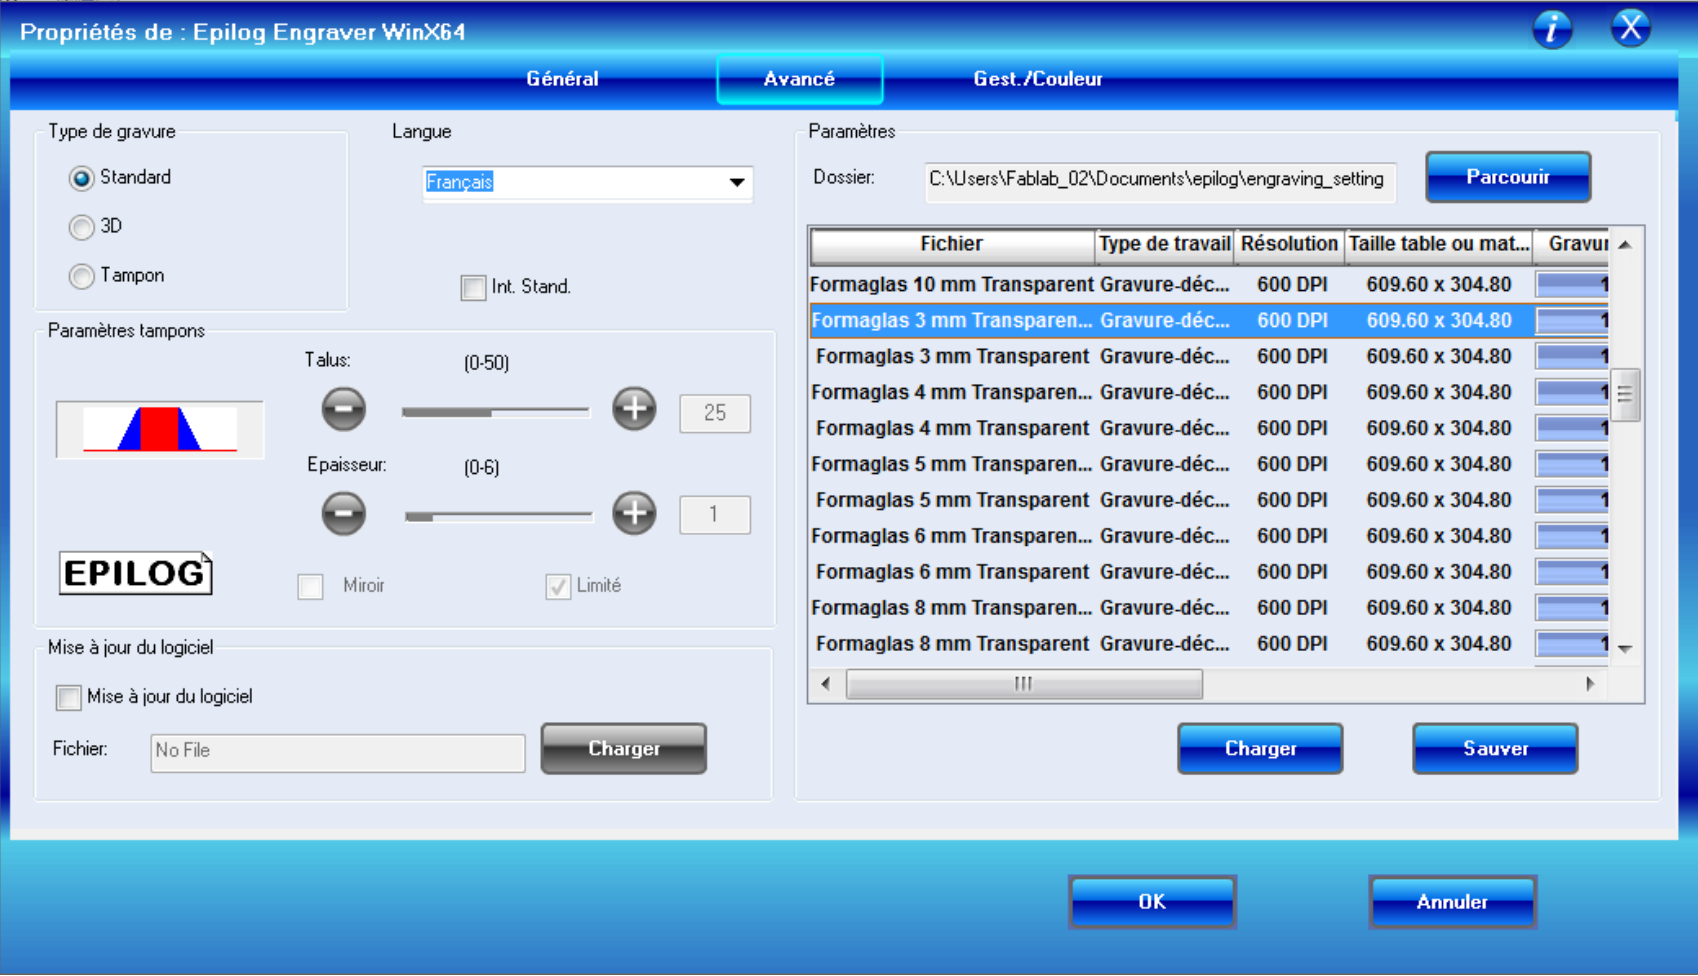 Propriétés de : Epilog Engraver WinX64
Général
Avancé
Gest./Couleur
Type de gravure
Standard
3D
Tampon
Langue
Français
Int. Stand.
Paramètres tampons
Talus:
(0-50)
25
Epaisseur:
(0-6)
1
EPILOG
Miroir
Limité
Mise à jour du logiciel
Mise à jour du logiciel
Fichier:
No File
Charger
Paramètres
Dossier:
C:\Users\Fablab_02\Documents\epilog\engraving_setting
Parcourir
Fichier Type de travail Résolution Taille table ou mat... Gravur
Formaglas 10 mm Transparent Gravure-déc... 600 DPI 609.60 x 304.80 1
Formaglas 3 mm Transparen... Gravure-déc... 600 DPI 609.60 x 304.80 1
Formaglas 3 mm Transparent Gravure-déc... 600 DPI 609.60 x 304.80 1
Formaglas 4 mm Transparen... Gravure-déc... 600 DPI 609.60 x 304.80 1
Formaglas 4 mm Transparent Gravure-déc... 600 DPI 609.60 x 304.80 1
Formaglas 5 mm Transparen... Gravure-déc... 600 DPI 609.60 x 304.80 1
Formaglas 5 mm Transparent Gravure-déc... 600 DPI 609.60 x 304.80 1
Formaglas 6 mm Transparen... Gravure-déc... 600 DPI 609.60 x 304.80 1
Formaglas 6 mm Transparent Gravure-déc... 600 DPI 609.60 x 304.80 1
Formaglas 8 mm Transparen... Gravure-déc... 600 DPI 609.60 x 304.80 1
Formaglas 8 mm Transparent Gravure-déc... 600 DPI 609.60 x 304.80 1
Charger
Sauver
OK
Annuler